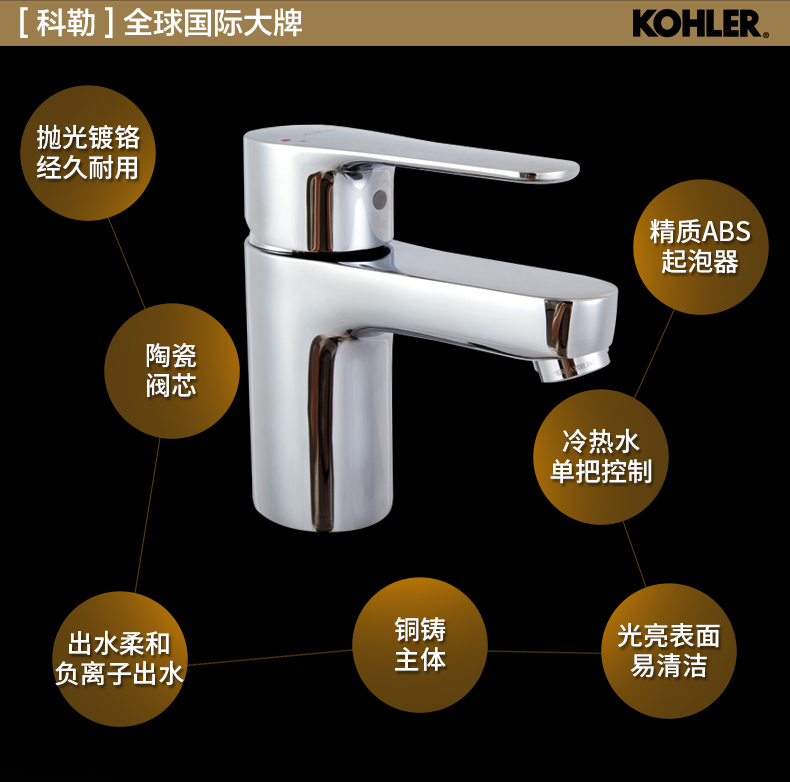 [ 科勒 ] 全球国际大牌
KOHLER®
抛光镀铬
经久耐用
精质ABS
起泡器
陶瓷
阀芯
冷热水
单把控制
出水柔和
负离子出水
铜铸
主体
光亮表面
易清洁